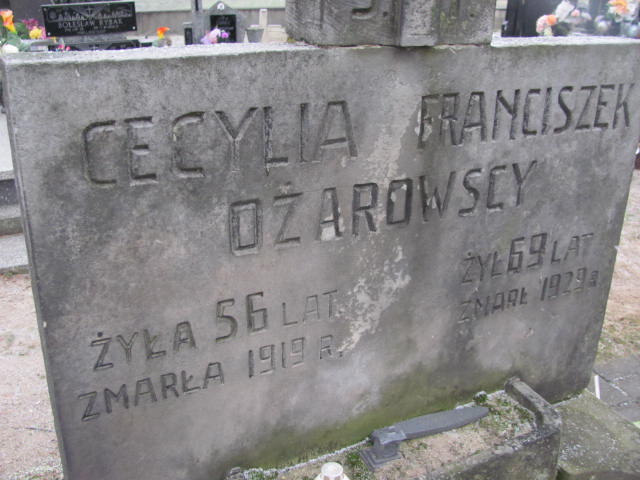 CECYLIA FRANCISZEK
OŻAROWSCY
ŻYŁA 56 LAT
ZMARŁA 1919 R.
ŻYŁ 69 LAT
ZMARŁ 1929 R.